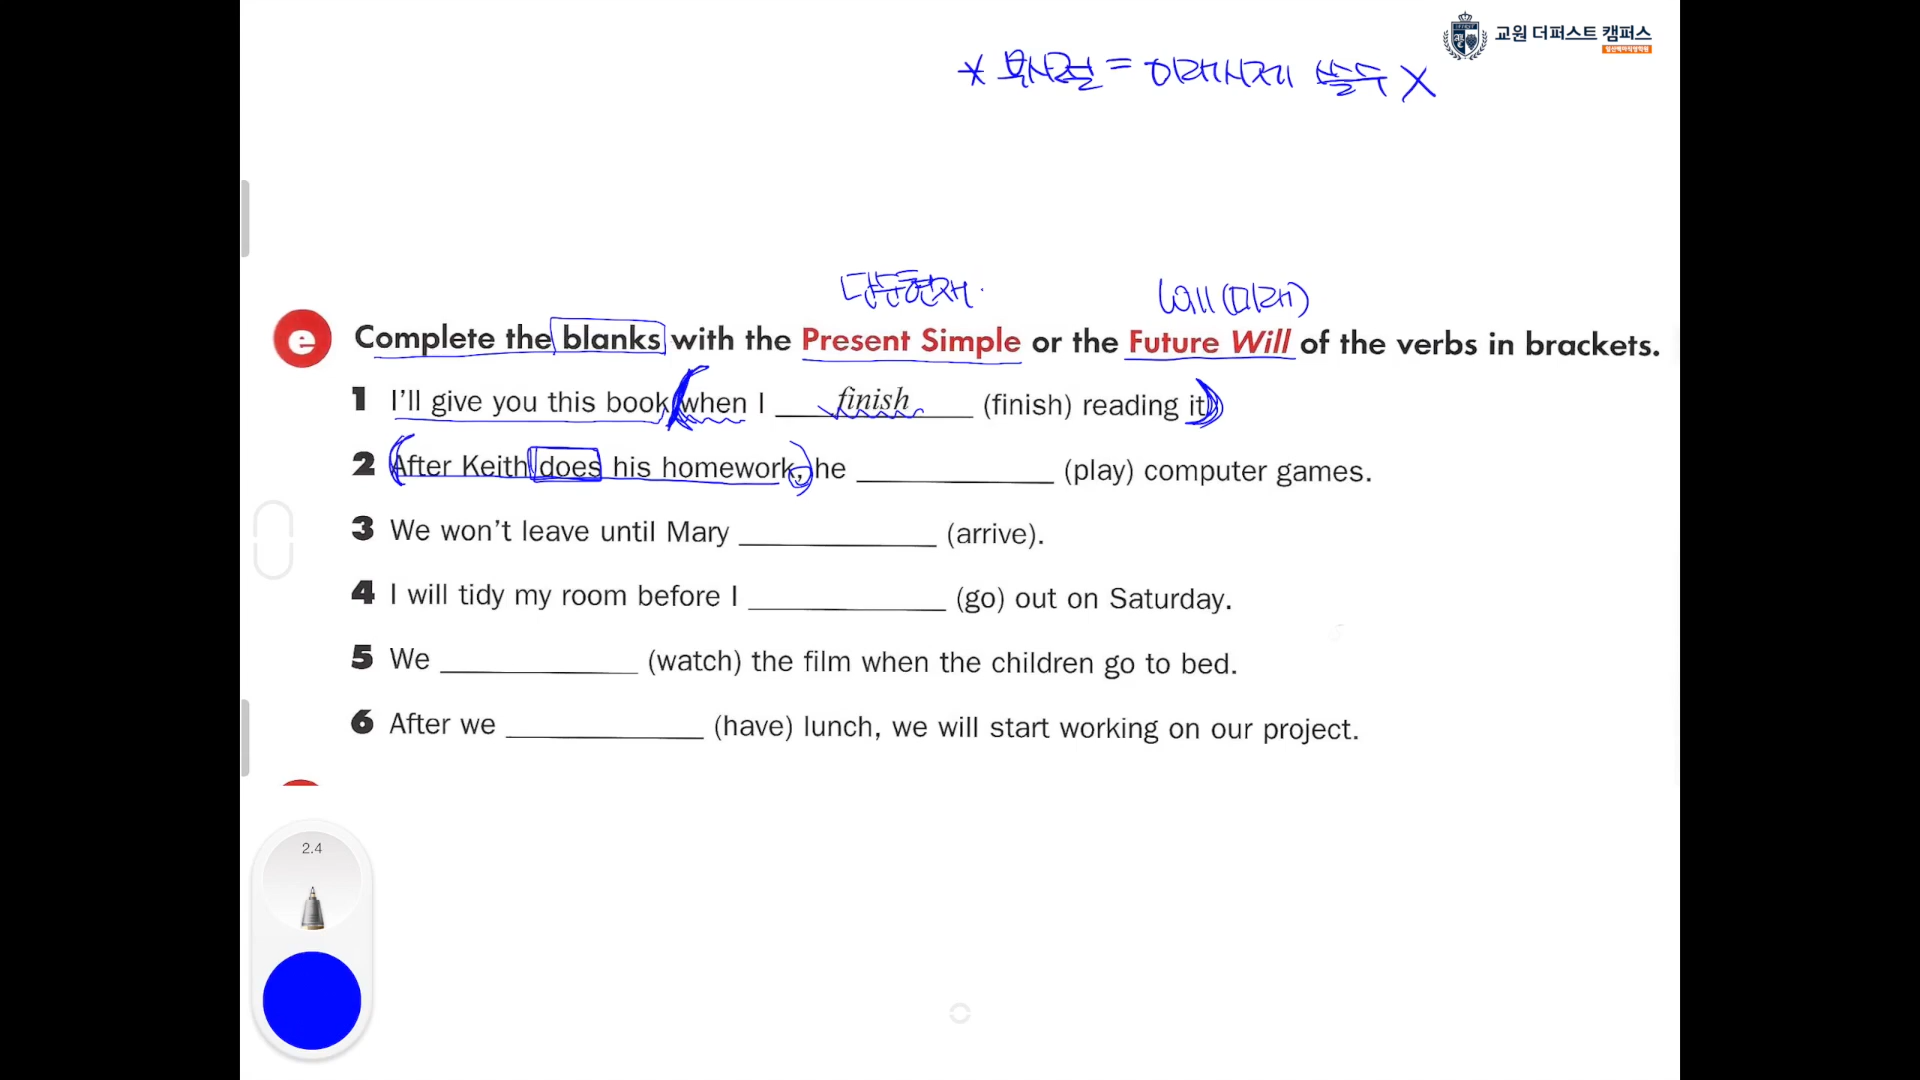 교원 더퍼스트 캠퍼스
* 부사절 = 미래시제 쓸수 X
단순현재.
will (미래)
e Complete the blanks with the Present Simple or the Future Will of the verbs in brackets.
1 I'll give you this book when I finish (finish) reading it.
2 After Keith does his homework, he ____________ (play) computer games.
3 We won't leave until Mary ____________ (arrive).
4 I will tidy my room before I ____________ (go) out on Saturday.
5 We ____________ (watch) the film when the children go to bed.
6 After we ____________ (have) lunch, we will start working on our project.
2.4